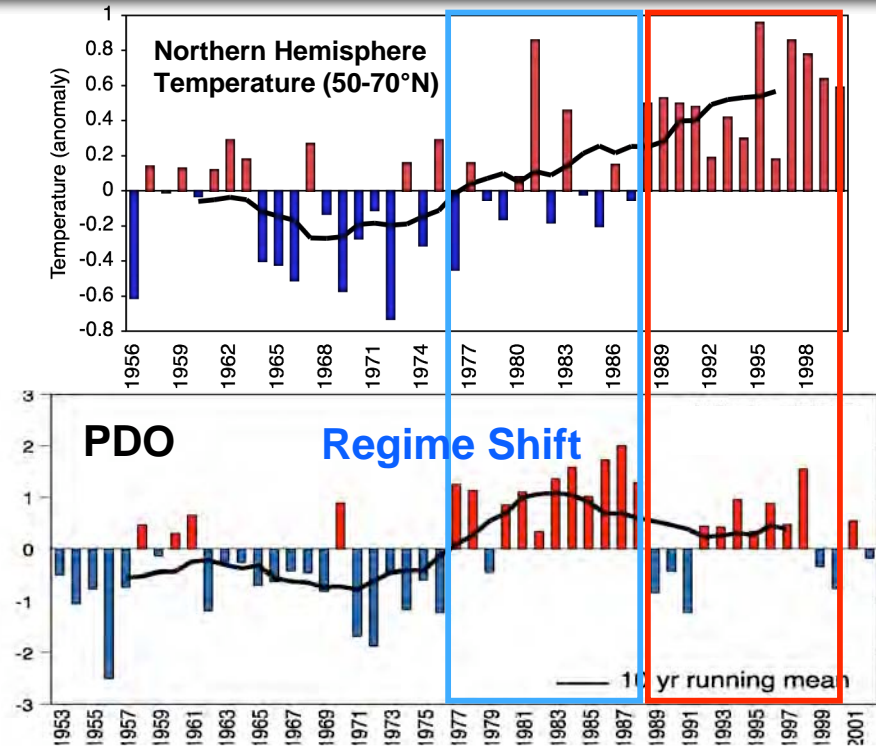 1
0.8
0.6
0.4
0.2
0
-0.2
-0.4
-0.6
-0.8
Temperature (anomaly)
Northern Hemisphere
Temperature (50-70°N)
1956 1959 1962 1965 1968 1971 1974 1977 1980 1983 1986 1989 1992 1995 1998
3
2
1
0
-1
-2
-3
PDO
Regime Shift
10 yr running mean
1953 1955 1957 1959 1961 1963 1965 1967 1969 1971 1973 1975 1977 1979 1981 1983 1985 1987 1989 1991 1993 1995 1997 1999 2001